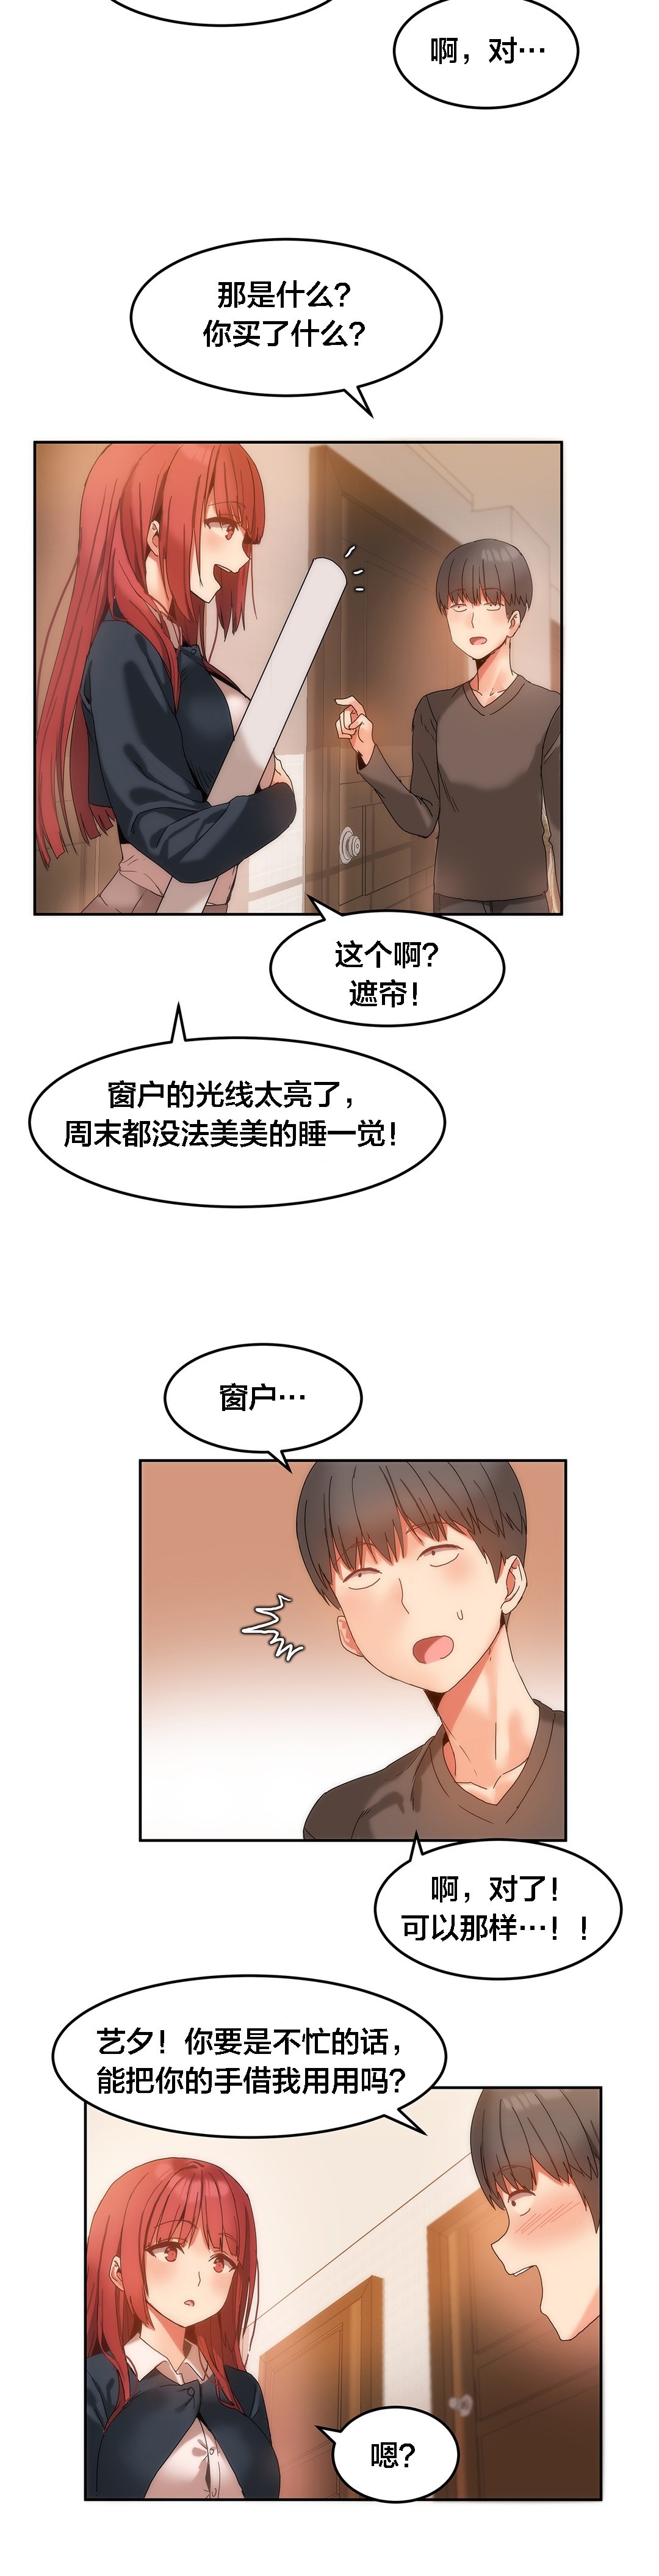 啊，对…
那是什么？
你买了什么？
这个啊？
遮帘！
窗户的光线太亮了，
周末都没法美美的睡一觉！
窗户…
啊，对了！
可以那样…！！
艺夕！你要是不忙的话，
能把你的手借我用用吗？
嗯？